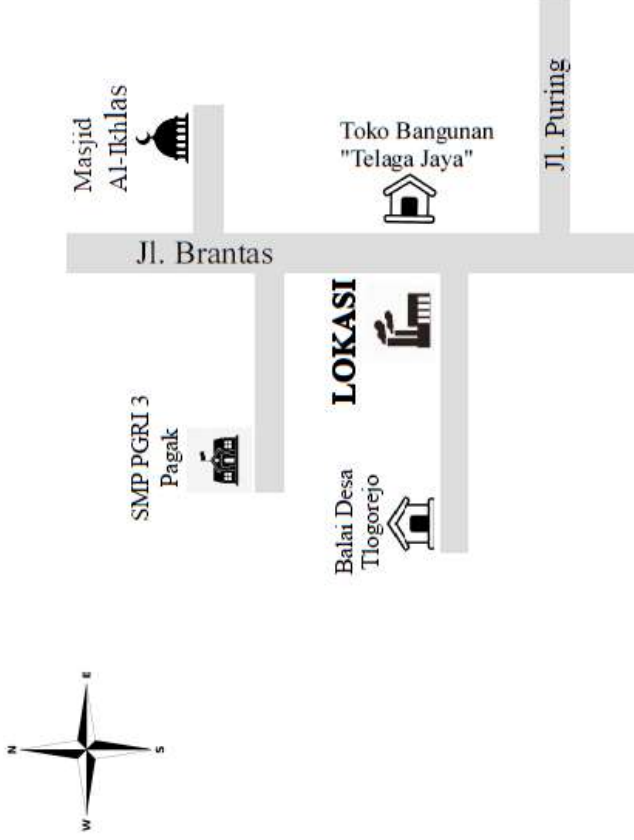 Masjid
Al-Ikhlas
Toko Bangunan
"Telaga Jaya"
Jl. Puring
Jl. Brantas
LOKASI
SMP PGRI 3
Pagak
Balai Desa
Tlogorejo
N
E
S
W